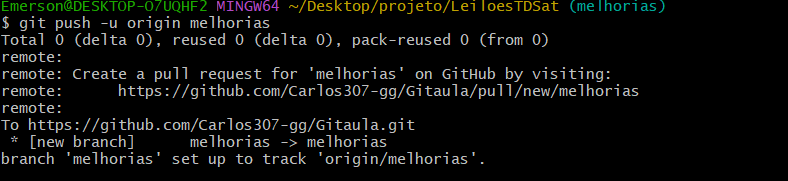 Emerson@DESKTOP-O7UQHF2 MINGW64 ~/Desktop/projeto/LeiloesTDSat (melhorias)
$ git push -u origin melhorias
Total 0 (delta 0), reused 0 (delta 0), pack-reused 0 (from 0)
remote:
remote: Create a pull request for 'melhorias' on GitHub by visiting:
remote:      https://github.com/Carlos307-gg/Gitaula/pull/new/melhorias
remote:
To https://github.com/Carlos307-gg/Gitaula.git
 * [new branch]      melhorias -> melhorias
branch 'melhorias' set up to track 'origin/melhorias'.